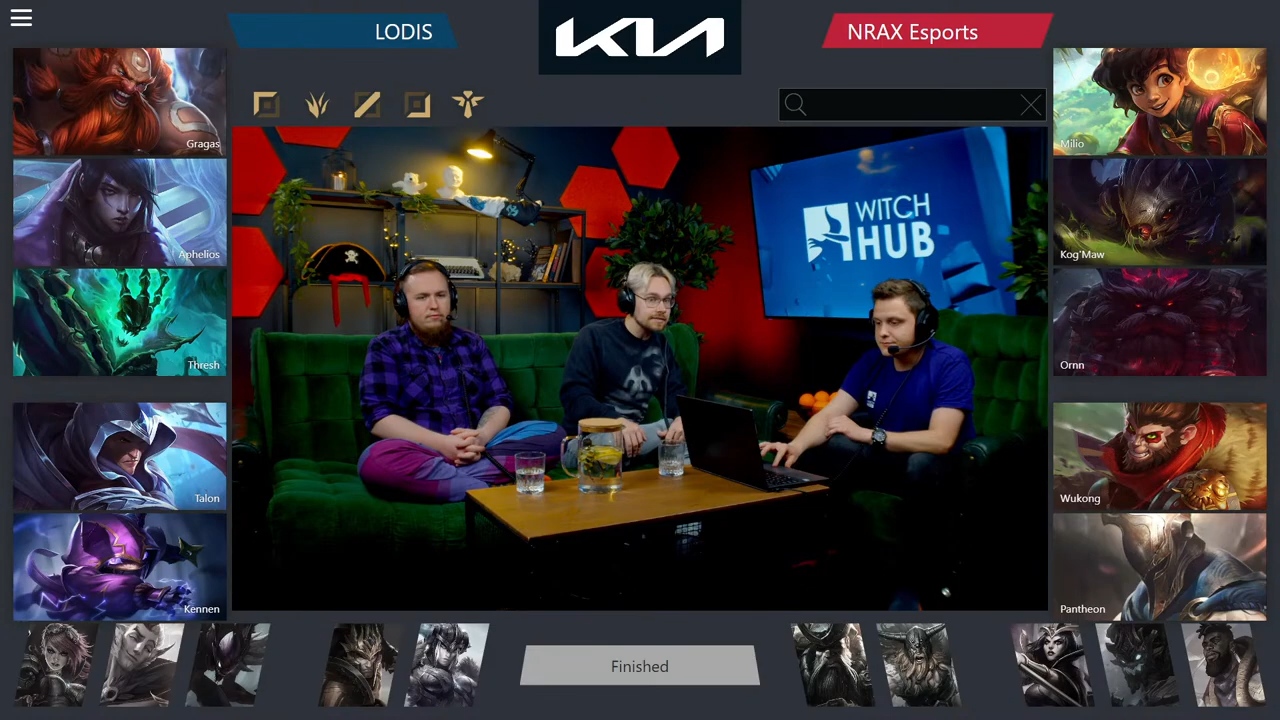 LODIS
KIA
NRAX Esports
Gragas
Milio
Aphelios
Kog'Maw
WITCH
HUB
Thresh
Ornn
Talon
Wukong
Kennen
Pantheon
Finished